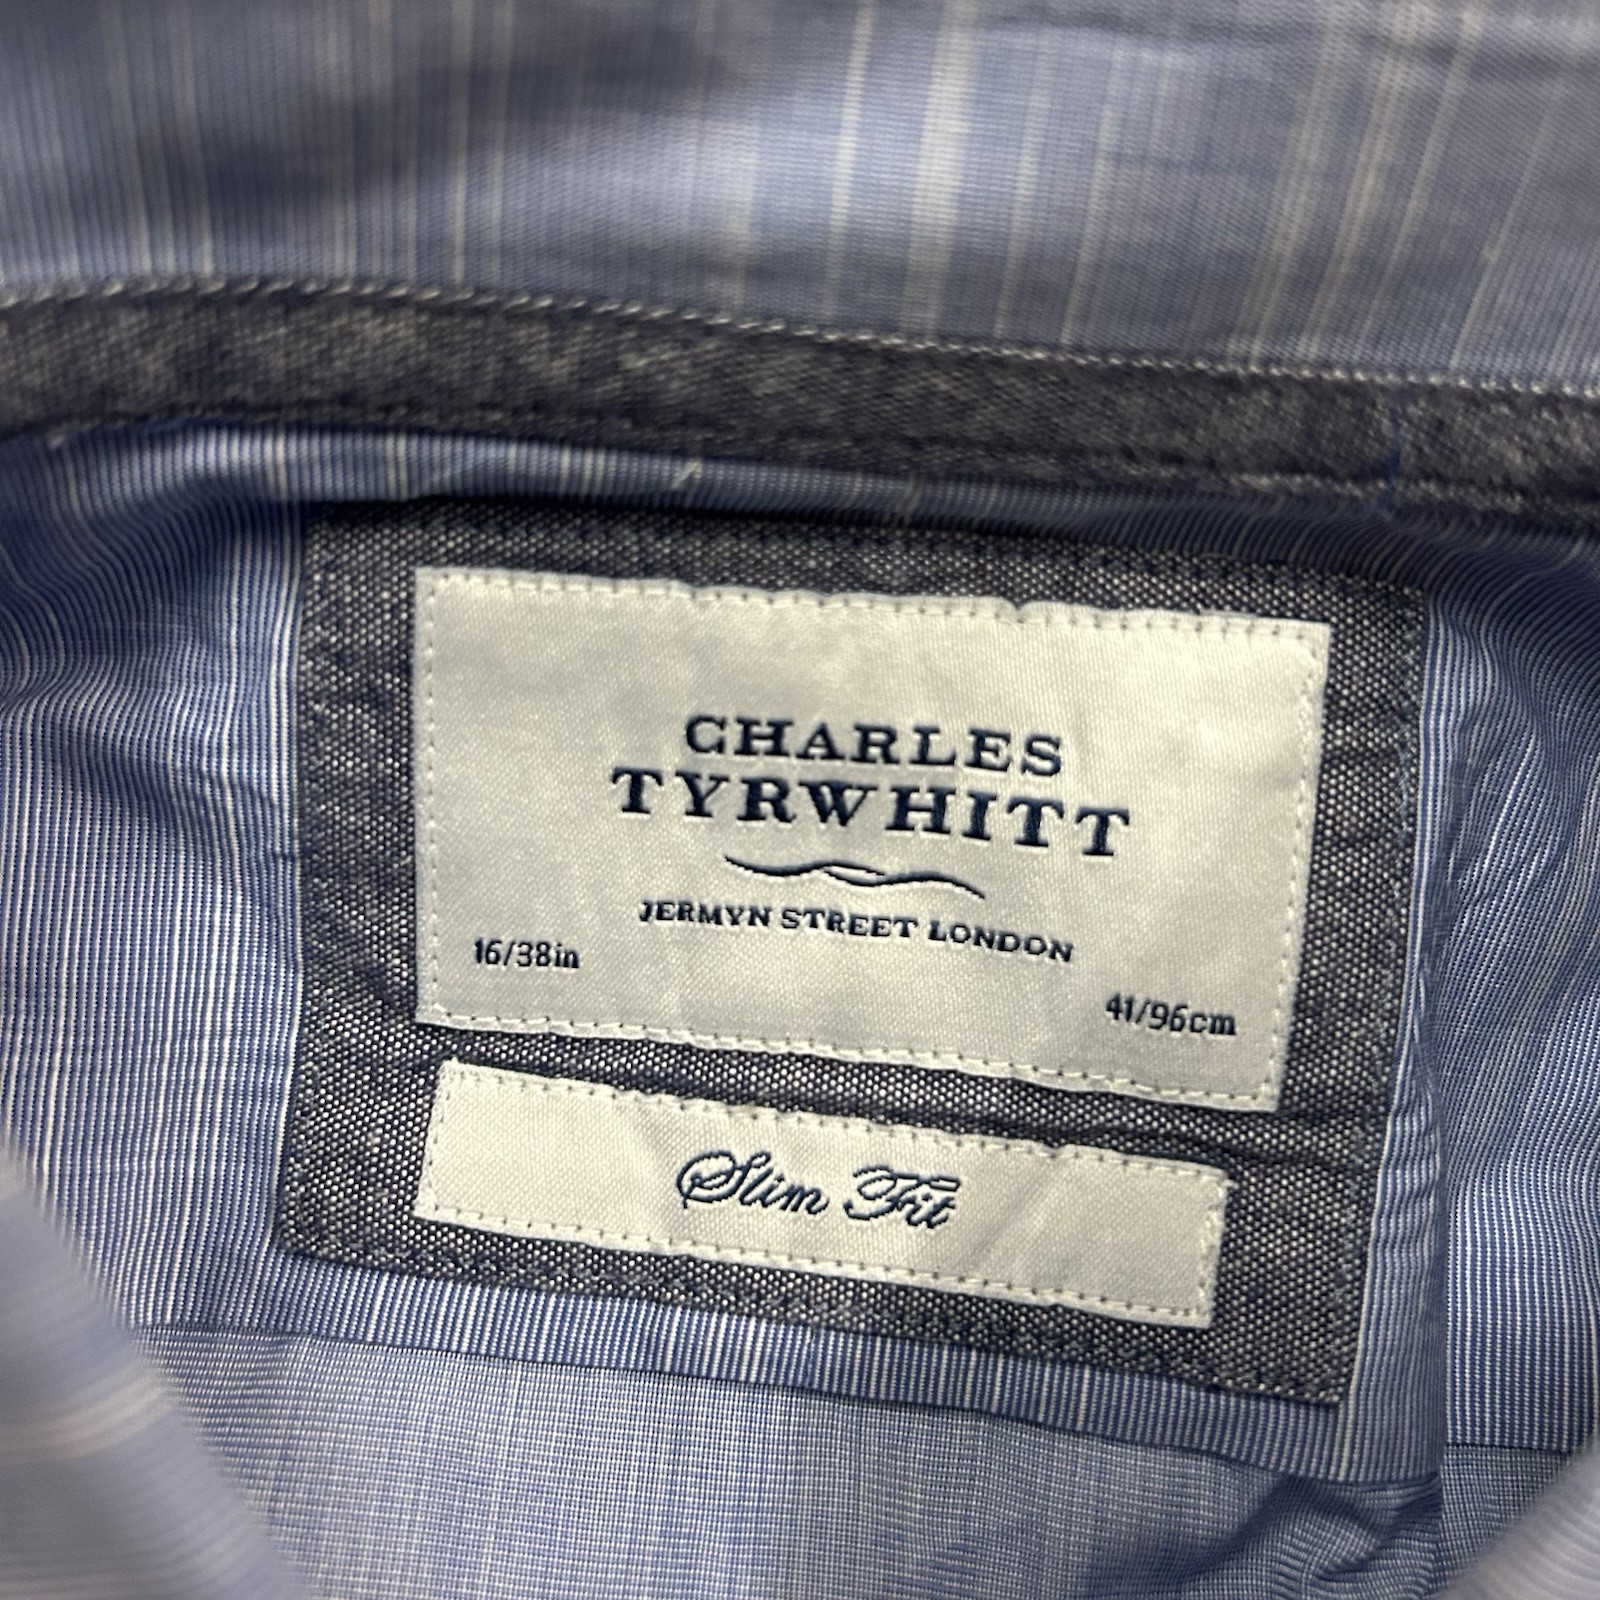 CHARLES
TYRWHITT
JERMYN STREET LONDON
16/38in
41/96cm
Slim Fit